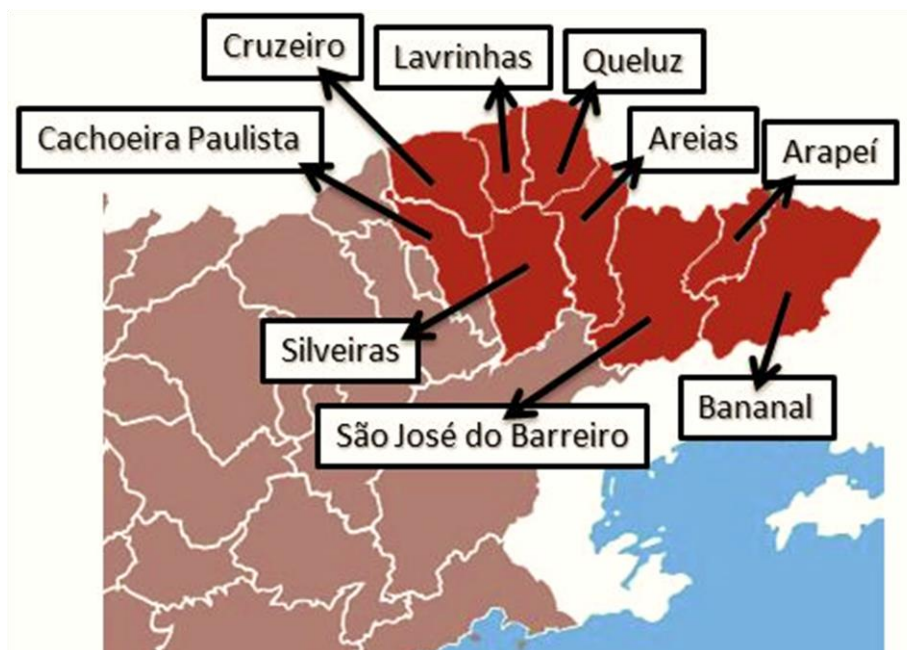 Cruzeiro
Lavrinhas
Queluz
Cachoeira Paulista
Areias
Arapeí
Silveiras
São José do Barreiro
Bananal